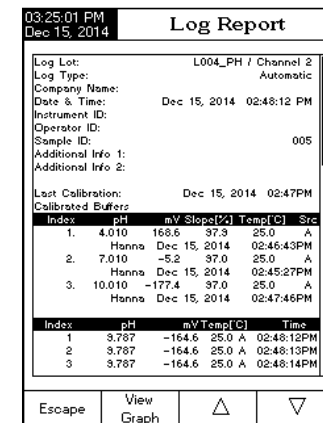 03:25:01 PM
Dec 15, 2014
Log Report
Log Lot: L004_PH / Channel 2
Log Type: Automatic
Company Name:
Date & Time: Dec 15, 2014 02:48:12 PM
Instrument ID:
Operator ID:
Sample ID: 005
Additional Info 1:
Additional Info 2:
Last Calibration: Dec 15, 2014 02:47PM
Calibrated Buffers
Index pH mV Slope[%] Temp[°C] Src
1. 4.010 168.6 97.9 25.0 A
Hanna Dec 15, 2014 02:46:43PM
2. 7.010 -5.2 97.0 25.0 A
Hanna Dec 15, 2014 02:45:27PM
3. 10.010 -177.4 97.0 25.0 A
Hanna Dec 15, 2014 02:47:46PM
Index pH mV Temp[°C] Time
1 9.787 -164.6 25.0 A 02:48:12PM
2 9.787 -164.6 25.0 A 02:48:13PM
3 9.787 -164.6 25.0 A 02:48:14PM
Escape
View
Graph